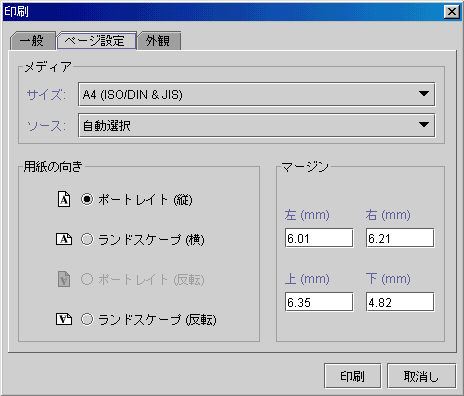 印刷
一般 ページ設定 外観
メディア
サイズ: A4 (ISO/DIN & JIS)
ソース: 自動選択
用紙の向き
A ポートレイト (縦)
A ランドスケープ (横)
A ポートレイト (反転)
A ランドスケープ (反転)
マージン
左 (mm) 右 (mm)
6.01 6.21
上 (mm) 下 (mm)
6.35 4.82
印刷 取消し